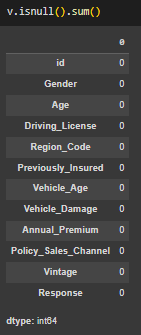 v.isnull().sum()
0
id 0
Gender 0
Age 0
Driving_License 0
Region_Code 0
Previously_Insured 0
Vehicle_Age 0
Vehicle_Damage 0
Annual_Premium 0
Policy_Sales_Channel 0
Vintage 0
Response 0
dtype: int64